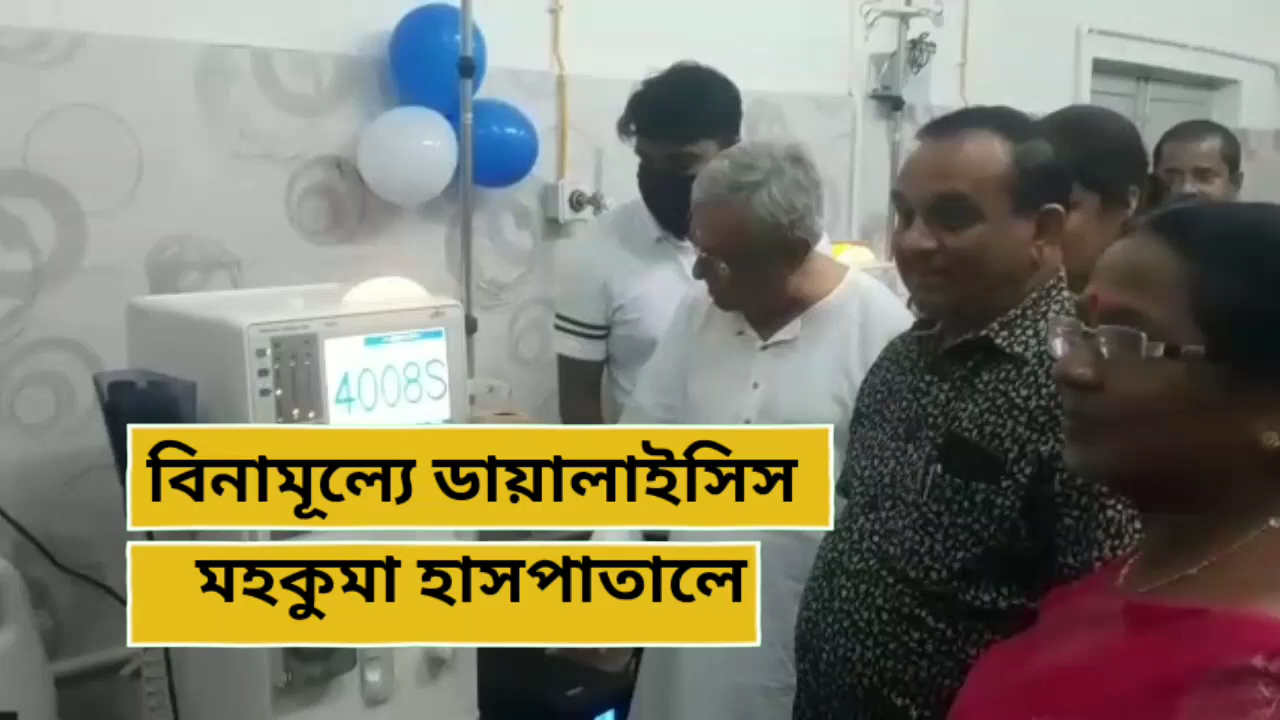 4008S
বিনামূল্যে ডায়ালাইসিস
মহকুমা হাসপাতালে